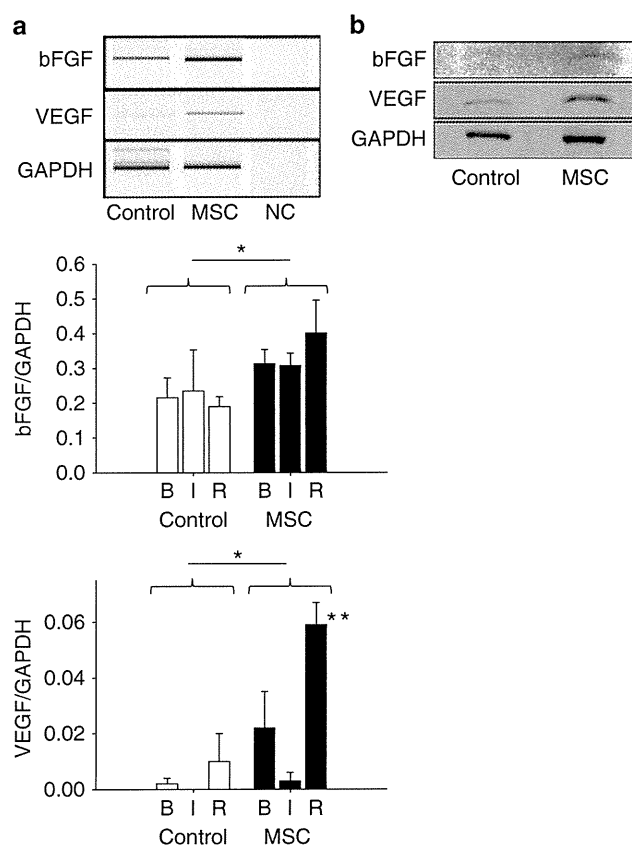 a
bFGF
VEGF
GAPDH
Control MSC NC
b
bFGF
VEGF
GAPDH
Control MSC
*
bFGF/GAPDH
0.6
0.5
0.4
0.3
0.2
0.1
0.0
B I R B I R
Control MSC
*
VEGF/GAPDH
0.06
**
0.04
0.02
0.00
B I R B I R
Control MSC